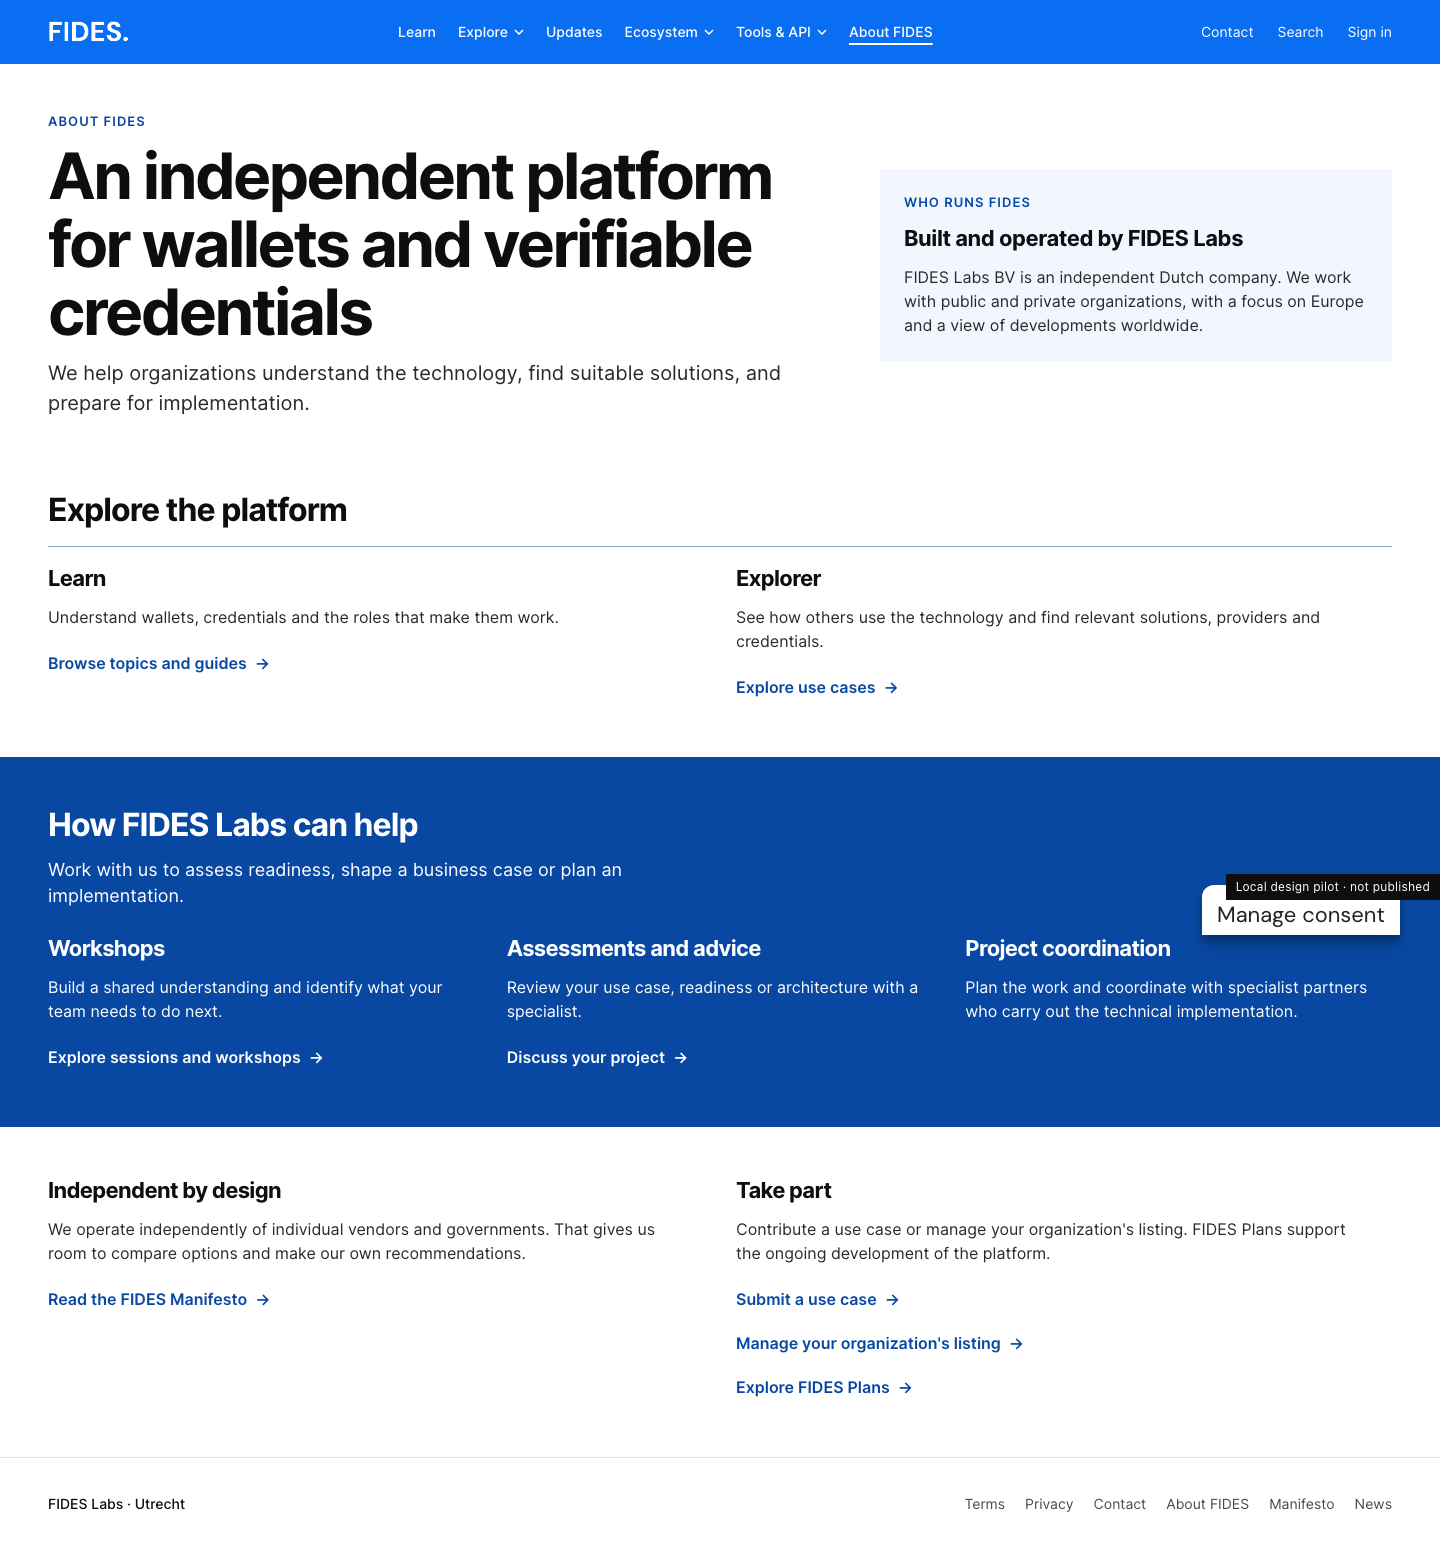 FIDES.
Learn
Explore
Updates
Ecosystem
Tools & API
About FIDES
Contact
Search
Sign in
ABOUT FIDES
An independent platform
for wallets and verifiable
credentials
We help organizations understand the technology, find suitable solutions, and
prepare for implementation.
WHO RUNS FIDES
Built and operated by FIDES Labs
FIDES Labs BV is an independent Dutch company. We work
with public and private organizations, with a focus on Europe
and a view of developments worldwide.
Explore the platform
Learn
Understand wallets, credentials and the roles that make them work.
Browse topics and guides →
Explorer
See how others use the technology and find relevant solutions, providers and
credentials.
Explore use cases →
How FIDES Labs can help
Work with us to assess readiness, shape a business case or plan an
implementation.
Local design pilot · not published
Manage consent
Workshops
Build a shared understanding and identify what your
team needs to do next.
Explore sessions and workshops →
Assessments and advice
Review your use case, readiness or architecture with a
specialist.
Discuss your project →
Project coordination
Plan the work and coordinate with specialist partners
who carry out the technical implementation.
Independent by design
We operate independently of individual vendors and governments. That gives us
room to compare options and make our own recommendations.
Read the FIDES Manifesto →
Take part
Contribute a use case or manage your organization's listing. FIDES Plans support
the ongoing development of the platform.
Submit a use case →
Manage your organization's listing →
Explore FIDES Plans →
FIDES Labs · Utrecht
Terms
Privacy
Contact
About FIDES
Manifesto
News